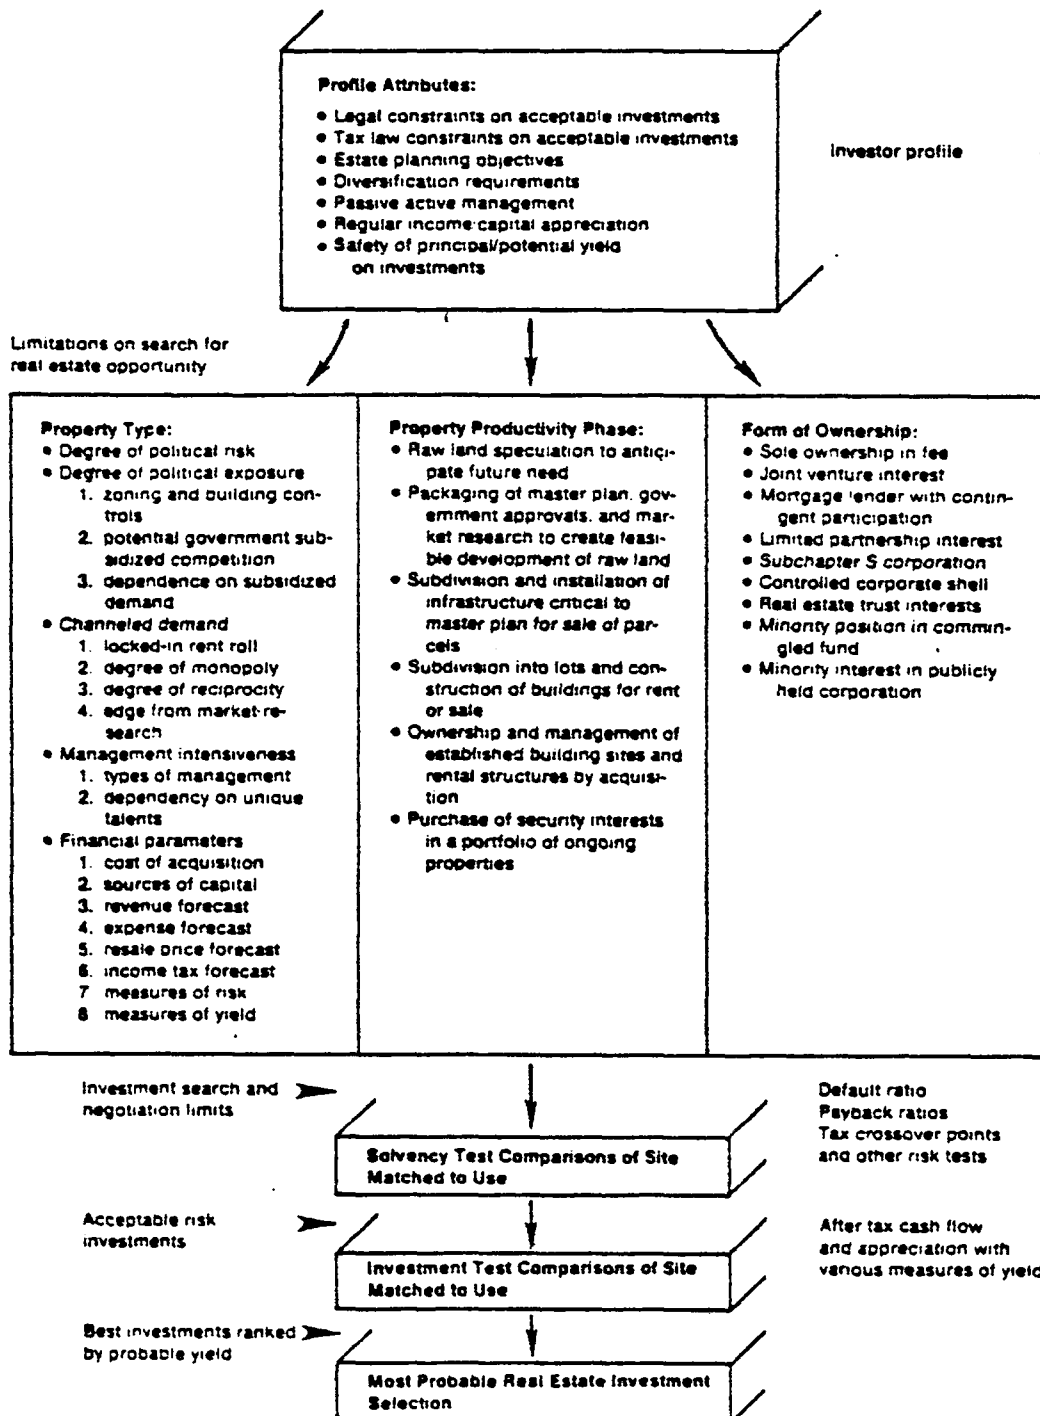 Profile Attributes:
• Legal constraints on acceptable investments
• Tax law constraints on acceptable investments
• Estate planning objectives
• Diversification requirements
• Passive active management
• Regular income/capital appreciation
• Safety of principal/potential yield
on investments
Investor profile
Limitations on search for
real estate opportunity
Property Type:
• Degree of political risk
• Degree of political exposure
1. zoning and building con-
trols
2. potential government sub-
sidized competition
3. dependence on subsidized
demand
• Channeled demand
1. locked-in rent roll
2. degree of monopoly
3. degree of reciprocity
4. edge from market re-
search
• Management intensiveness
1. types of management
2. dependency on unique
talents
• Financial parameters
1. cost of acquisition
2. sources of capital
3. revenue forecast
4. expense forecast
5. resale price forecast
6. income tax forecast
7 measures of risk
8 measures of yield
Property Productivity Phase:
• Raw land speculation to antici-
pate future need
• Packaging of master plan, gov-
ernment approvals, and mar-
ket research to create feasi-
ble development of raw land
• Subdivision and installation of
infrastructure critical to
master plan for sale of par-
cels
• Subdivision into lots and con-
struction of buildings for rent
or sale
• Ownership and management of
established building sites and
rental structures by acquisi-
tion
• Purchase of security interests
in a portfolio of ongoing
properties
Form of Ownership:
• Sole ownership in fee
• Joint venture interest
• Mortgage lender with contin-
gent participation
• Limited partnership interest
• Subchapter S corporation
• Controlled corporate shell
• Real estate trust interests
• Minority position in commin-
gled fund
• Minority interest in publicly
held corporation
Investment search and
negotiation limits
Default ratio
Payback ratios
Tax crossover points
and other risk tests
Solvency Test Comparisons of Site
Matched to Use
Acceptable risk
investments
After tax cash flow
and appreciation with
various measures of yield
Investment Test Comparisons of Site
Matched to Use
Best investments ranked
by probable yield
Most Probable Real Estate Investment
Selection